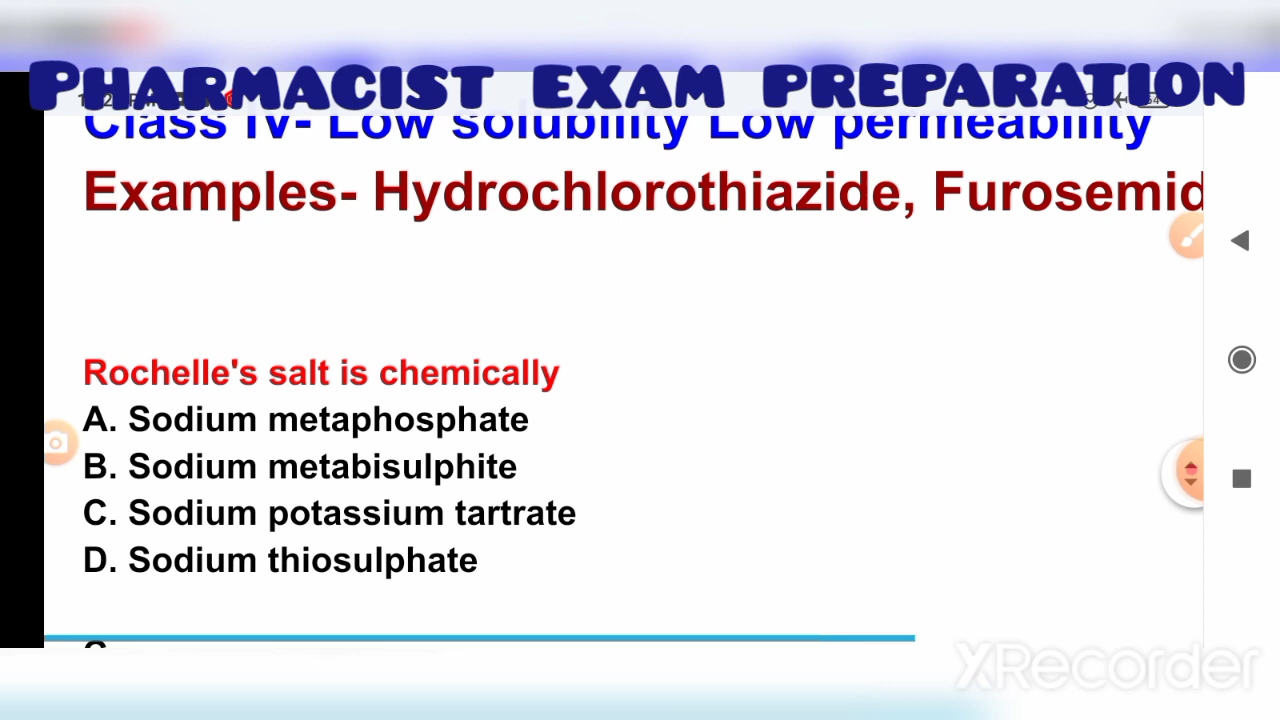 PHARMACIST EXAM PREPARATION
Class IV- Low solubility Low permeability
Examples- Hydrochlorothiazide, Furosemid
Rochelle's salt is chemically
A. Sodium metaphosphate
B. Sodium metabisulphite
C. Sodium potassium tartrate
D. Sodium thiosulphate
XRecorder